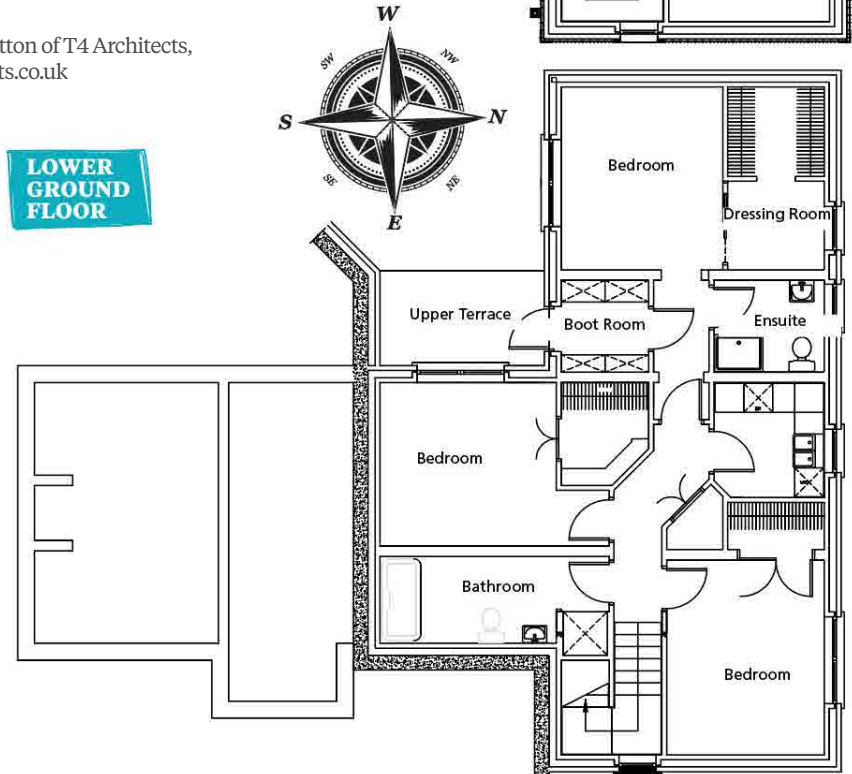 tton of T4 Architects,
ts.co.uk
LOWER
GROUND
FLOOR
W
SW
NW
S
N
SE
NE
E
Bedroom
Dressing Room
Upper Terrace
Boot Room
Ensuite
Bedroom
Bathroom
Bedroom